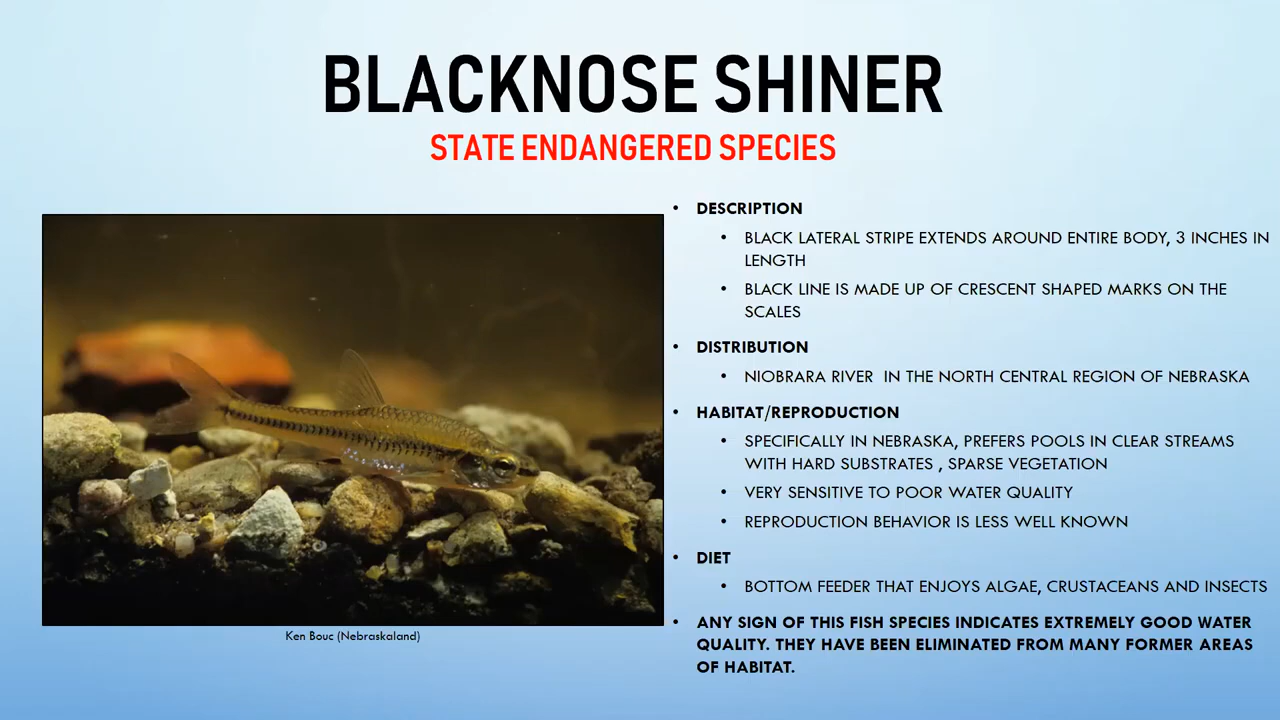 BLACKNOSE SHINER
STATE ENDANGERED SPECIES
• DESCRIPTION
• BLACK LATERAL STRIPE EXTENDS AROUND ENTIRE BODY, 3 INCHES IN
LENGTH
• BLACK LINE IS MADE UP OF CRESCENT SHAPED MARKS ON THE
SCALES
• DISTRIBUTION
• NIOBRARA RIVER  IN THE NORTH CENTRAL REGION OF NEBRASKA
• HABITAT/REPRODUCTION
• SPECIFICALLY IN NEBRASKA, PREFERS POOLS IN CLEAR STREAMS
WITH HARD SUBSTRATES , SPARSE VEGETATION
• VERY SENSITIVE TO POOR WATER QUALITY
• REPRODUCTION BEHAVIOR IS LESS WELL KNOWN
• DIET
• BOTTOM FEEDER THAT ENJOYS ALGAE, CRUSTACEANS AND INSECTS
• ANY SIGN OF THIS FISH SPECIES INDICATES EXTREMELY GOOD WATER
QUALITY. THEY HAVE BEEN ELIMINATED FROM MANY FORMER AREAS
OF HABITAT.
Ken Bouc (Nebraskaland)